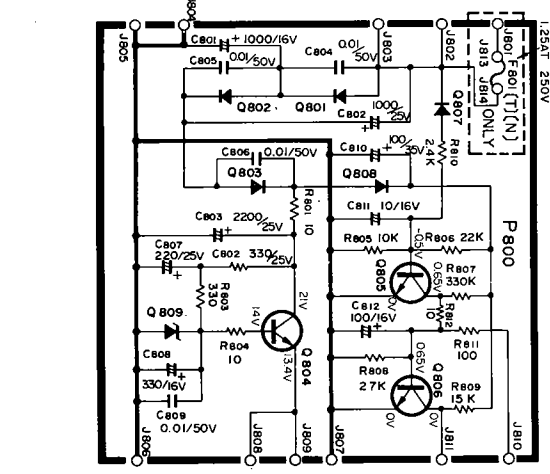 J804
J805
J803
J802
J801
J813
F801
J814
(T)(N)
ONLY
1.25AT 250V
C801
1000/16V
C805
0.01/50V
C804
0.01/50V
Q802
Q801
C802
1000/25V
Q807
R810
2.4K
C806
0.01/50V
Q803
C810
100/35V
Q808
R801
10
C811
10/16V
P800
C803
2200/25V
R805
10K
-0.5V
R806
22K
C807
220/25V
C802
330/25V
R803
330
Q805
0.65V
R807
330K
0V
21V
C812
100/16V
R812
10
Q809
14V
R804
10
Q804
13.4V
R811
100
C808
330/16V
0.65V
R808
27K
Q806
R809
15K
C809
0.01/50V
0V
0V
J806
J808
J809
J807
J811
J810